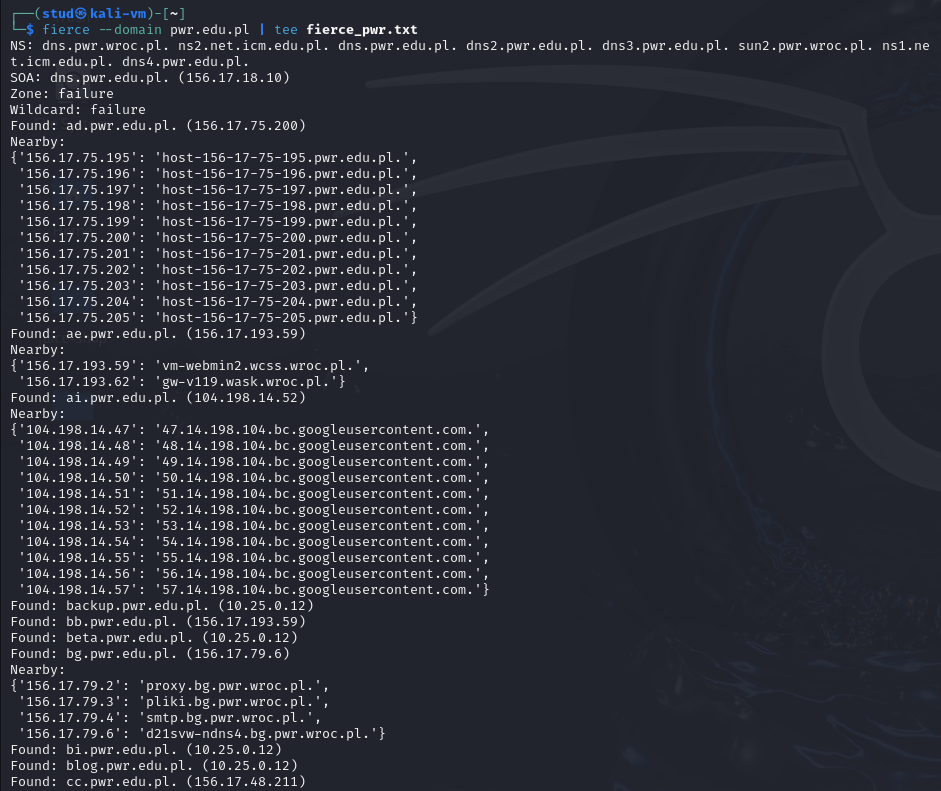 ┌──(stud㉿kali-vm)-[~]
└─$ fierce --domain pwr.edu.pl | tee fierce_pwr.txt
NS: dns.pwr.wroc.pl. ns2.net.icm.edu.pl. dns.pwr.edu.pl. dns2.pwr.edu.pl. dns3.pwr.edu.pl. sun2.pwr.wroc.pl. ns1.ne
t.icm.edu.pl. dns4.pwr.edu.pl.
SOA: dns.pwr.edu.pl. (156.17.18.10)
Zone: failure
Wildcard: failure
Found: ad.pwr.edu.pl. (156.17.75.200)
Nearby:
{'156.17.75.195': 'host-156-17-75-195.pwr.edu.pl.',
 '156.17.75.196': 'host-156-17-75-196.pwr.edu.pl.',
 '156.17.75.197': 'host-156-17-75-197.pwr.edu.pl.',
 '156.17.75.198': 'host-156-17-75-198.pwr.edu.pl.',
 '156.17.75.199': 'host-156-17-75-199.pwr.edu.pl.',
 '156.17.75.200': 'host-156-17-75-200.pwr.edu.pl.',
 '156.17.75.201': 'host-156-17-75-201.pwr.edu.pl.',
 '156.17.75.202': 'host-156-17-75-202.pwr.edu.pl.',
 '156.17.75.203': 'host-156-17-75-203.pwr.edu.pl.',
 '156.17.75.204': 'host-156-17-75-204.pwr.edu.pl.',
 '156.17.75.205': 'host-156-17-75-205.pwr.edu.pl.'}
Found: ae.pwr.edu.pl. (156.17.193.59)
Nearby:
{'156.17.193.59': 'vm-webmin2.wcss.wroc.pl.',
 '156.17.193.62': 'gw-v119.wask.wroc.pl.'}
Found: ai.pwr.edu.pl. (104.198.14.52)
Nearby:
{'104.198.14.47': '47.14.198.104.bc.googleusercontent.com.',
 '104.198.14.48': '48.14.198.104.bc.googleusercontent.com.',
 '104.198.14.49': '49.14.198.104.bc.googleusercontent.com.',
 '104.198.14.50': '50.14.198.104.bc.googleusercontent.com.',
 '104.198.14.51': '51.14.198.104.bc.googleusercontent.com.',
 '104.198.14.52': '52.14.198.104.bc.googleusercontent.com.',
 '104.198.14.53': '53.14.198.104.bc.googleusercontent.com.',
 '104.198.14.54': '54.14.198.104.bc.googleusercontent.com.',
 '104.198.14.55': '55.14.198.104.bc.googleusercontent.com.',
 '104.198.14.56': '56.14.198.104.bc.googleusercontent.com.',
 '104.198.14.57': '57.14.198.104.bc.googleusercontent.com.'}
Found: backup.pwr.edu.pl. (10.25.0.12)
Found: bb.pwr.edu.pl. (156.17.193.59)
Found: beta.pwr.edu.pl. (10.25.0.12)
Found: bg.pwr.edu.pl. (156.17.79.6)
Nearby:
{'156.17.79.2': 'proxy.bg.pwr.wroc.pl.',
 '156.17.79.3': 'pliki.bg.pwr.wroc.pl.',
 '156.17.79.4': 'smtp.bg.pwr.wroc.pl.',
 '156.17.79.6': 'd21svw-ndns4.bg.pwr.wroc.pl.'}
Found: bi.pwr.edu.pl. (10.25.0.12)
Found: blog.pwr.edu.pl. (10.25.0.12)
Found: cc.pwr.edu.pl. (156.17.48.211)